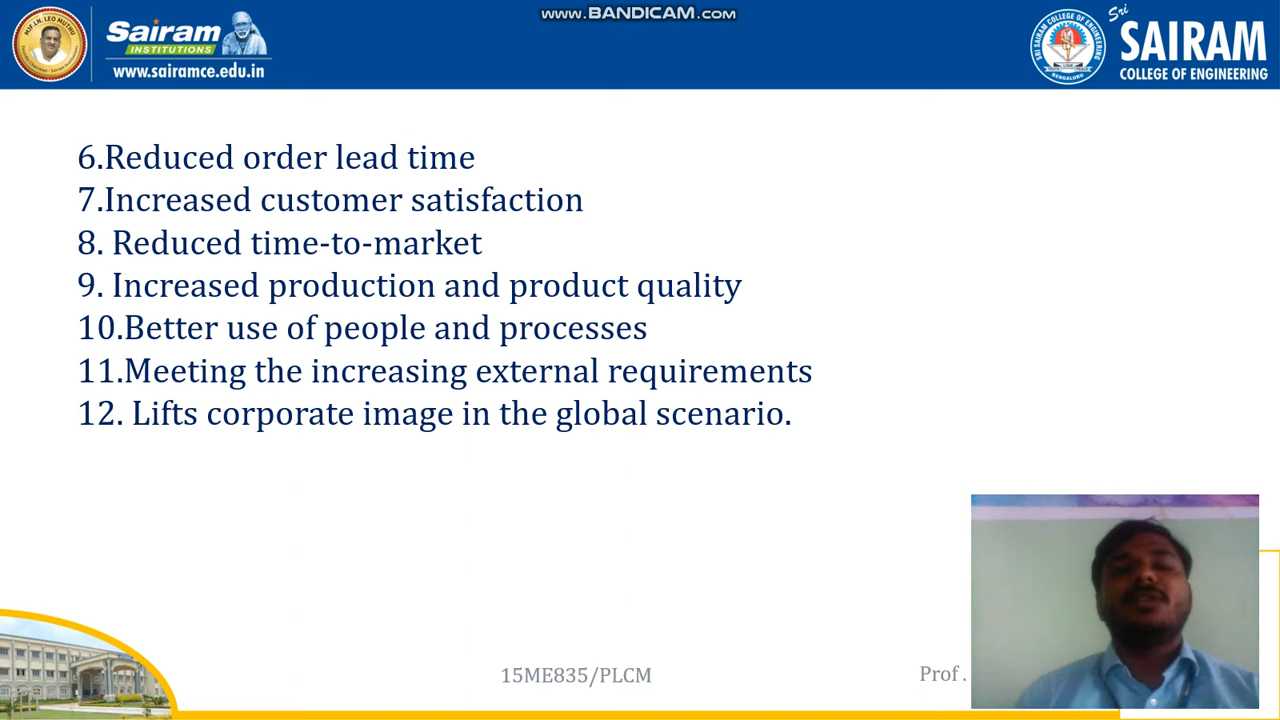 www.BANDICAM.com
Sairam
INSTITUTIONS
www.sairamce.edu.in
Sri
SAIRAM
COLLEGE OF ENGINEERING
6.Reduced order lead time
7.Increased customer satisfaction
8. Reduced time-to-market
9. Increased production and product quality
10.Better use of people and processes
11.Meeting the increasing external requirements
12. Lifts corporate image in the global scenario.
15ME835/PLCM
Prof .